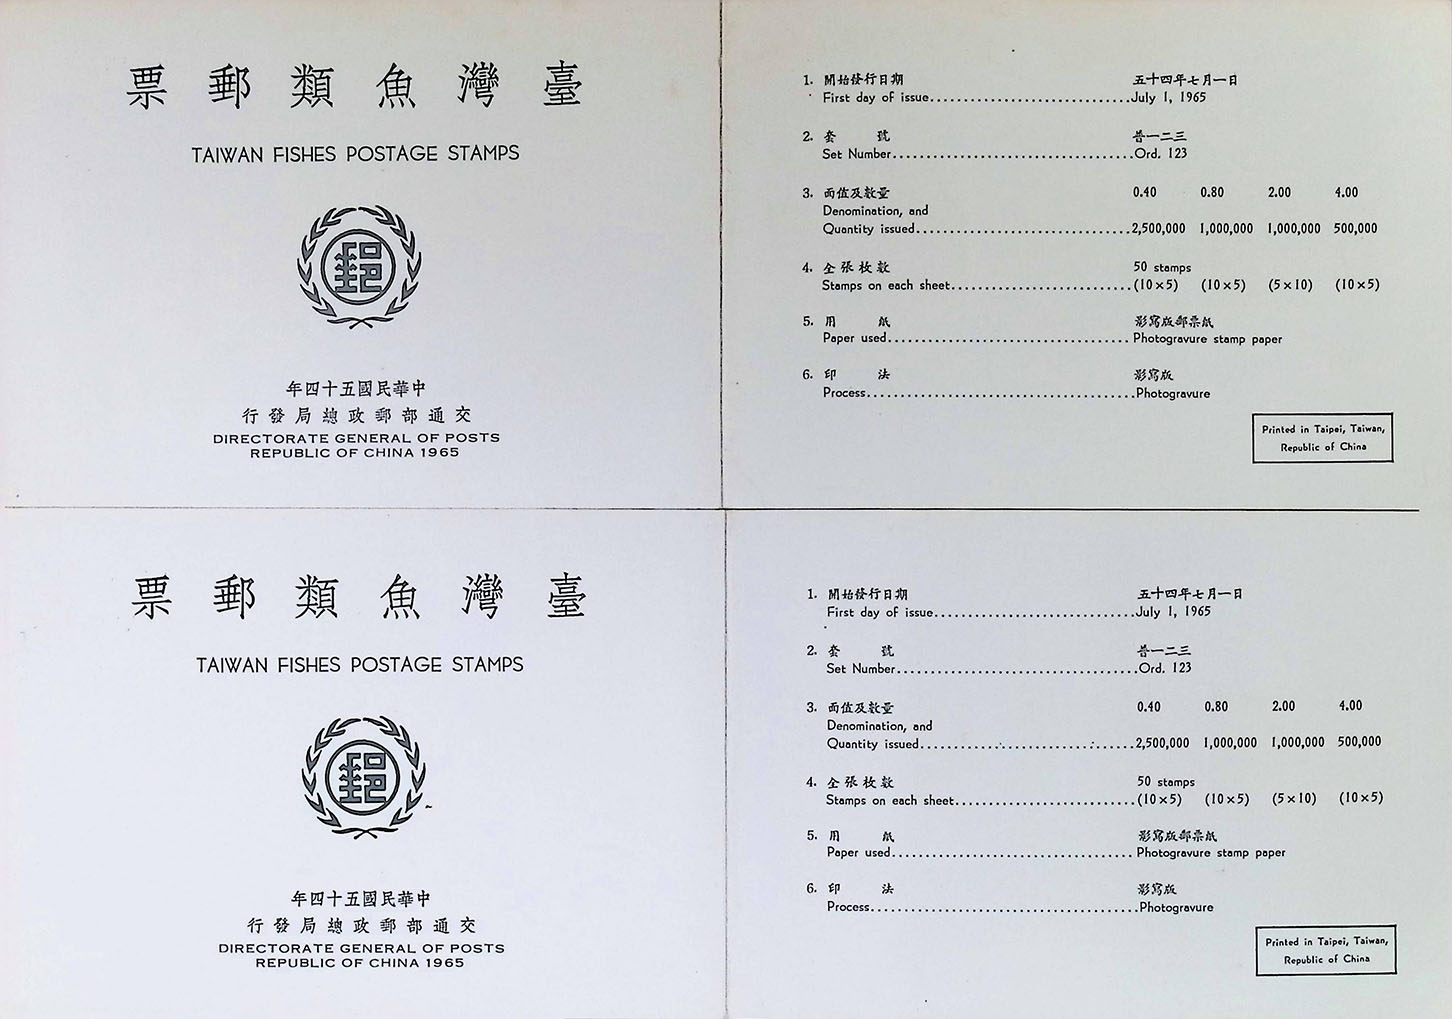 臺灣魚類郵票
TAIWAN FISHES POSTAGE STAMPS
郵
中華民國五十四年
交通部郵政總局發行
DIRECTORATE GENERAL OF POSTS
REPUBLIC OF CHINA 1965
1. 開始發行日期 五十四年七月一日
First day of issue..............................July 1, 1965
2. 套 號 普一二三
Set Number....................................Ord. 123
3. 面值及數量 0.40 0.80 2.00 4.00
Denomination, and
Quantity issued................................2,500,000 1,000,000 1,000,000 500,000
4. 全張枚數 50 stamps
Stamps on each sheet...........................(10×5) (10×5) (5×10) (10×5)
5. 用 紙 影寫版郵票紙
Paper used....................................Photogravure stamp paper
6. 印 法 影寫版
Process........................................Photogravure
Printed in Taipei, Taiwan,
Republic of China
臺灣魚類郵票
TAIWAN FISHES POSTAGE STAMPS
郵
中華民國五十四年
交通部郵政總局發行
DIRECTORATE GENERAL OF POSTS
REPUBLIC OF CHINA 1965
1. 開始發行日期 五十四年七月一日
First day of issue..............................July 1, 1965
2. 套 號 普一二三
Set Number....................................Ord. 123
3. 面值及數量 0.40 0.80 2.00 4.00
Denomination, and
Quantity issued................................2,500,000 1,000,000 1,000,000 500,000
4. 全張枚數 50 stamps
Stamps on each sheet...........................(10×5) (10×5) (5×10) (10×5)
5. 用 紙 影寫版郵票紙
Paper used....................................Photogravure stamp paper
6. 印 法 影寫版
Process........................................Photogravure
Printed in Taipei, Taiwan,
Republic of China